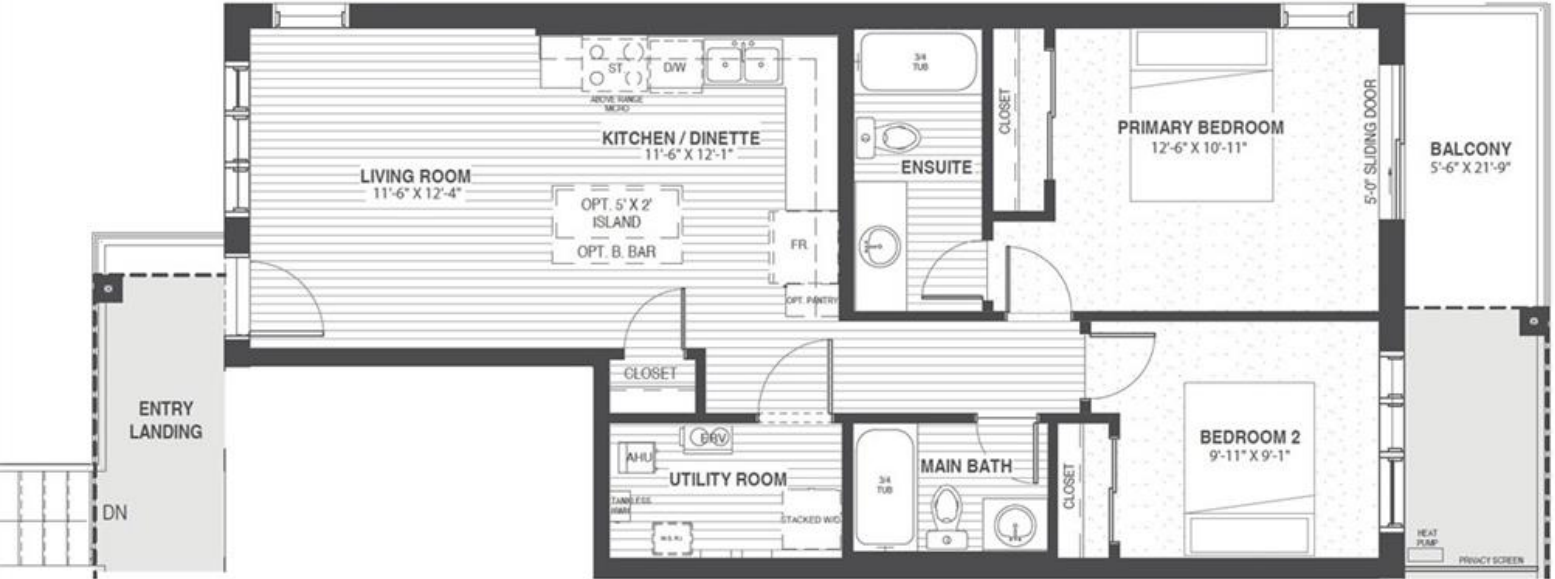 ST
D/W
ABOVE RANGE
MICRO
KITCHEN / DINETTE
11'-6" X 12'-1"
LIVING ROOM
11'-6" X 12'-4"
OPT. 5' X 2'
ISLAND
OPT. B. BAR
FR.
OPT. PANTRY
3/4
TUB
ENSUITE
CLOSET
PRIMARY BEDROOM
12'-6" X 10'-11"
5'-0" SLIDING DOOR
BALCONY
5'-6" X 21'-9"
ENTRY
LANDING
DN
CLOSET
ERV
AHU
UTILITY ROOM
TANKLESS
STACKED W/D
3/4
TUB
MAIN BATH
CLOSET
BEDROOM 2
9'-11" X 9'-1"
HEAT
PUMP
PRIVACY SCREEN